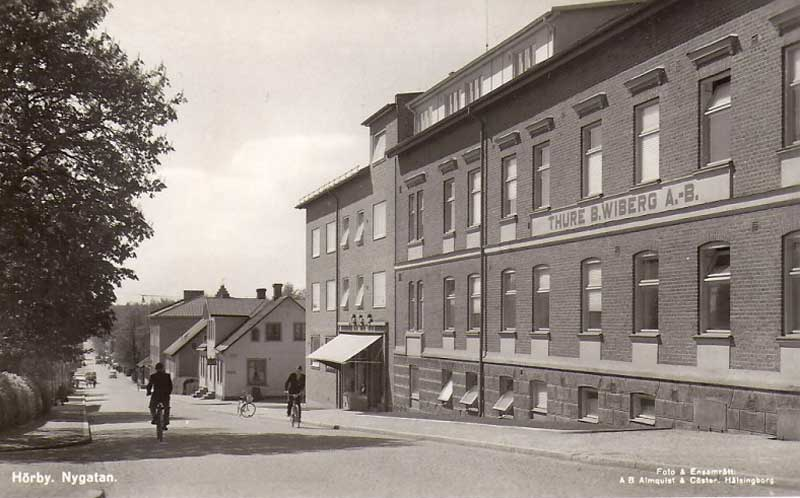 THURE B. WIBERG A.-B.
Hörby. Nygatan.
Foto & Ensamrätt:
A B Almquist & Cöster, Hälsingborg